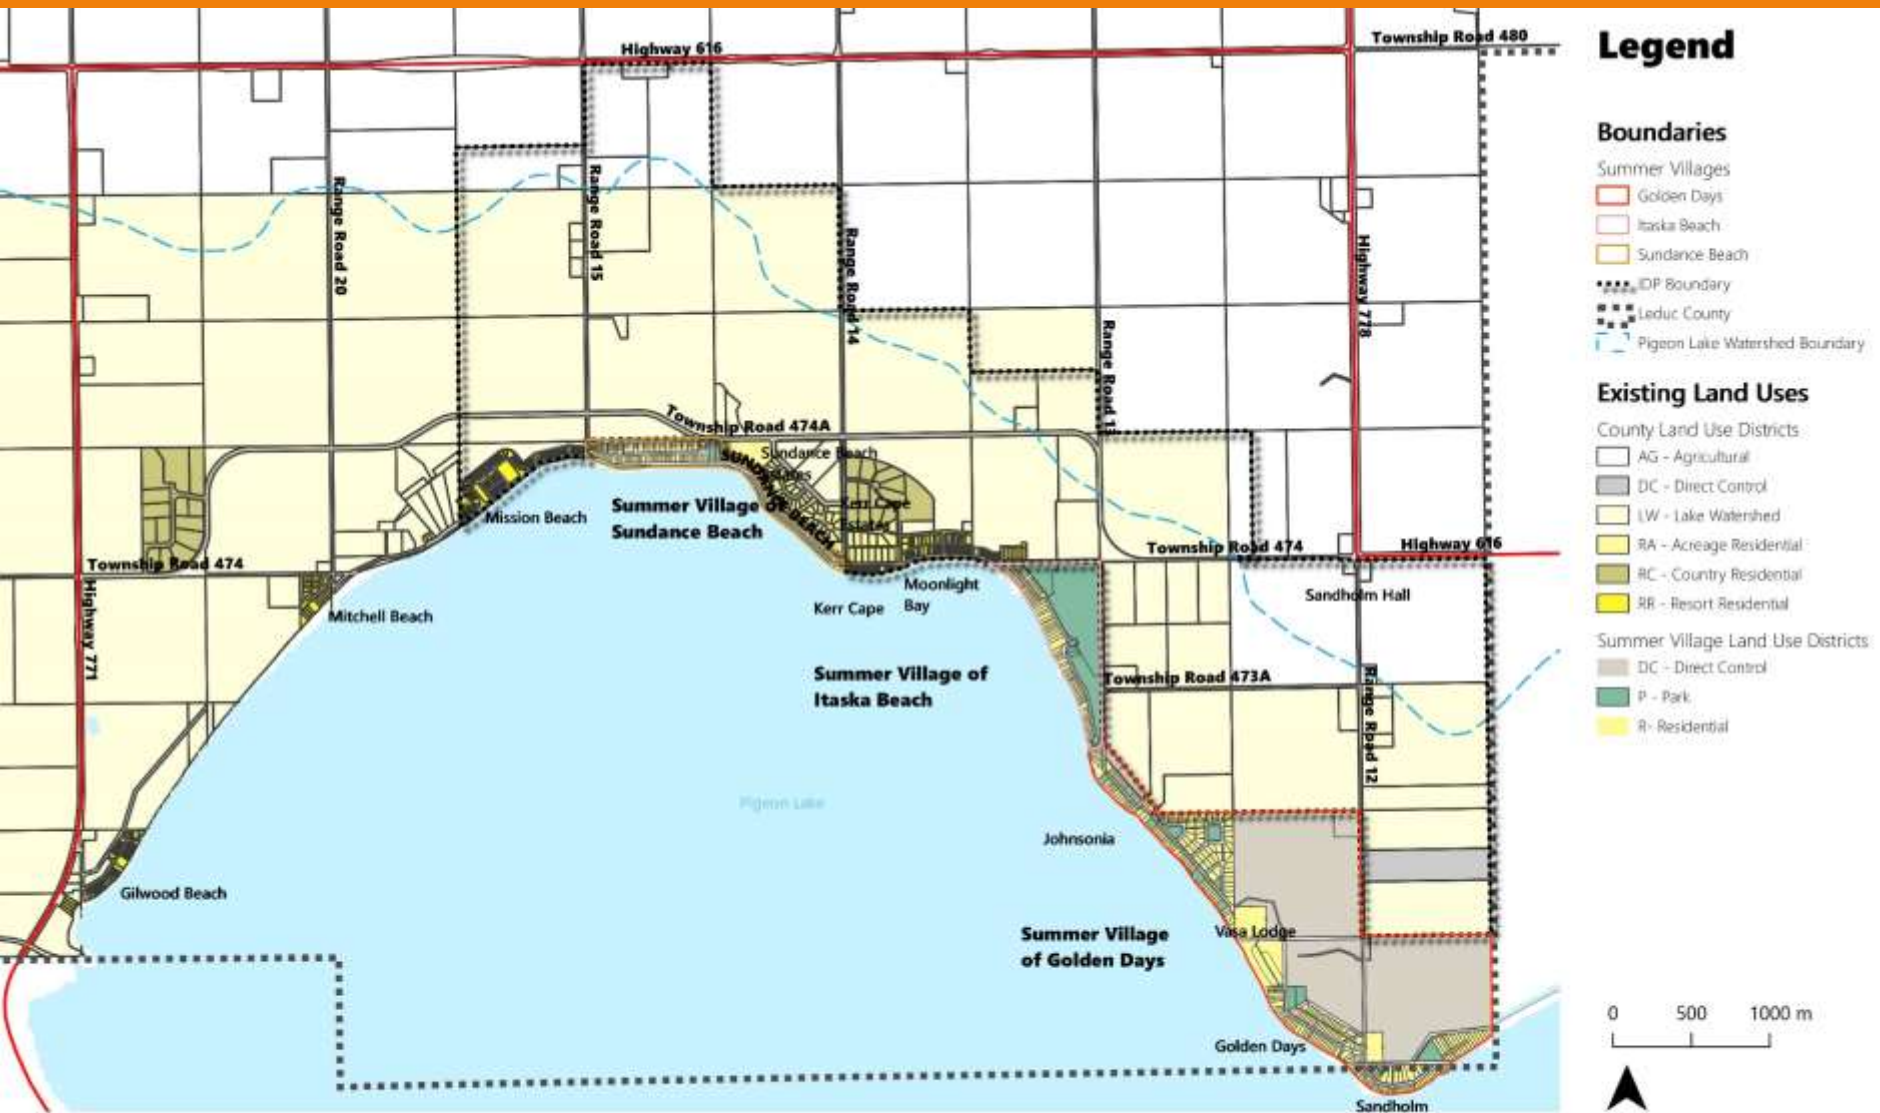 Highway 616
Township Road 480
Range Road 20
Range Road 15
Range Road 14
Range Road 13
Highway 778
Township Road 474A
Sundance Beach
Estates
SUNDANCE BEACH
Kerr Cape
Estates
Mission Beach
Summer Village of
Sundance Beach
Township Road 474
Township Road 474
Highway 616
Highway 771
Mitchell Beach
Moonlight
Bay
Kerr Cape
Sandholm Hall
Summer Village of
Itaska Beach
Township Road 473A
Range Road 12
Pigeon Lake
Johnsonia
Gilwood Beach
Vasa Lodge
Summer Village
of Golden Days
Golden Days
Sandholm
Legend
Boundaries
Summer Villages
Golden Days
Itaska Beach
Sundance Beach
IDP Boundary
Leduc County
Pigeon Lake Watershed Boundary
Existing Land Uses
County Land Use Districts
AG - Agricultural
DC - Direct Control
LW - Lake Watershed
RA - Acreage Residential
RC - Country Residential
RR - Resort Residential
Summer Village Land Use Districts
DC - Direct Control
P - Park
R- Residential
0 500 1000 m